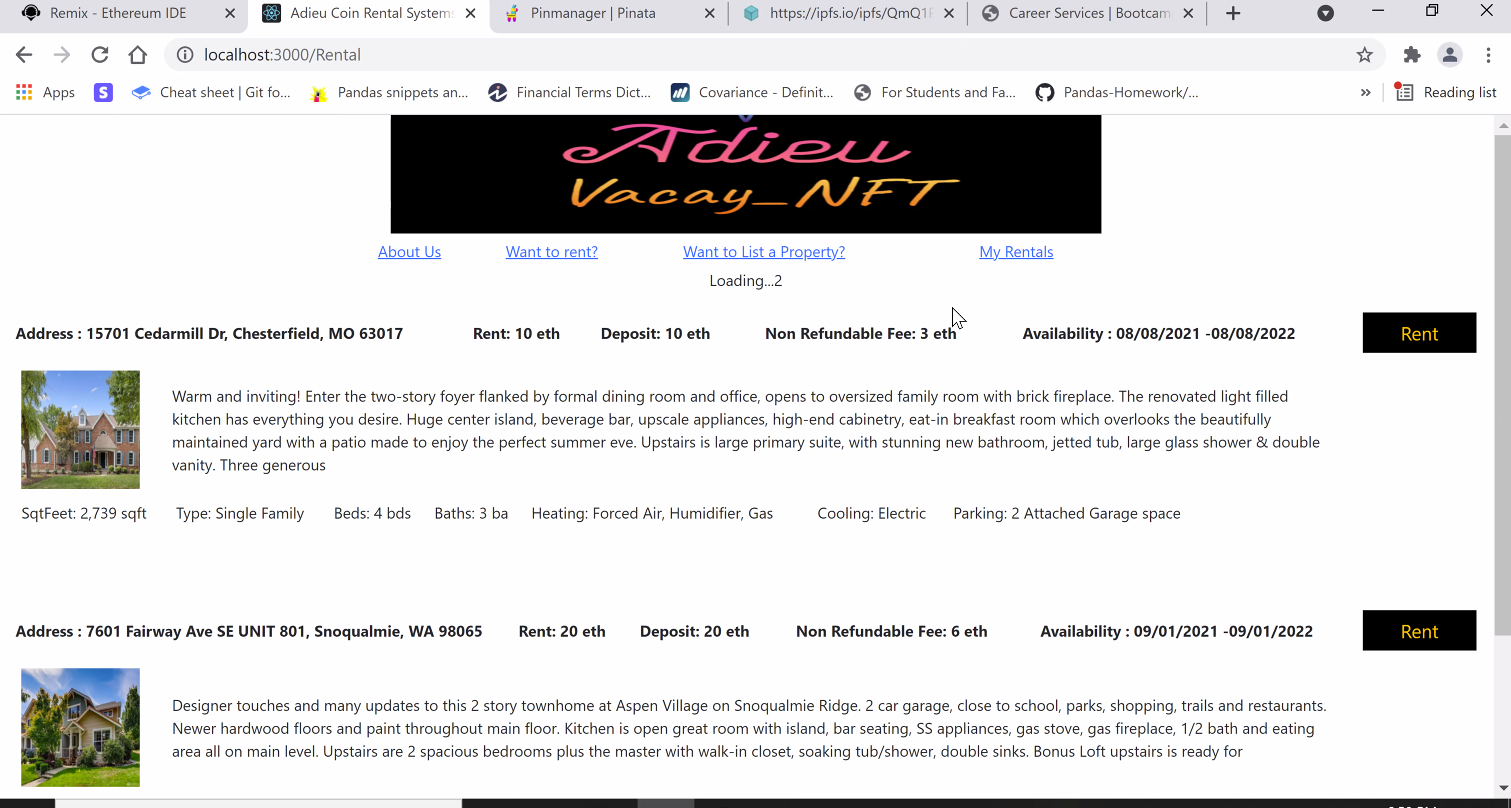 Remix - Ethereum IDE
Adieu Coin Rental Systems
Pinmanager | Pinata
https://ipfs.io/ipfs/QmQ1
Career Services | Bootcam
localhost:3000/Rental
Apps
S
Cheat sheet | Git fo...
Pandas snippets an...
Financial Terms Dict...
Covariance - Definit...
For Students and Fa...
Pandas-Homework/...
»
Reading list
Adieu
Vacay_NFT
About Us
Want to rent?
Want to List a Property?
My Rentals
Loading...2
Address : 15701 Cedarmill Dr, Chesterfield, MO 63017
Rent: 10 eth
Deposit: 10 eth
Non Refundable Fee: 3 eth
Availability : 08/08/2021 -08/08/2022
Rent
Warm and inviting! Enter the two-story foyer flanked by formal dining room and office, opens to oversized family room with brick fireplace. The renovated light filled
kitchen has everything you desire. Huge center island, beverage bar, upscale appliances, high-end cabinetry, eat-in breakfast room which overlooks the beautifully
maintained yard with a patio made to enjoy the perfect summer eve. Upstairs is large primary suite, with stunning new bathroom, jetted tub, large glass shower & double
vanity. Three generous
SqtFeet: 2,739 sqft
Type: Single Family
Beds: 4 bds
Baths: 3 ba
Heating: Forced Air, Humidifier, Gas
Cooling: Electric
Parking: 2 Attached Garage space
Address : 7601 Fairway Ave SE UNIT 801, Snoqualmie, WA 98065
Rent: 20 eth
Deposit: 20 eth
Non Refundable Fee: 6 eth
Availability : 09/01/2021 -09/01/2022
Rent
Designer touches and many updates to this 2 story townhome at Aspen Village on Snoqualmie Ridge. 2 car garage, close to school, parks, shopping, trails and restaurants.
Newer hardwood floors and paint throughout main floor. Kitchen is open great room with island, bar seating, SS appliances, gas stove, gas fireplace, 1/2 bath and eating
area all on main level. Upstairs are 2 spacious bedrooms plus the master with walk-in closet, soaking tub/shower, double sinks. Bonus Loft upstairs is ready for